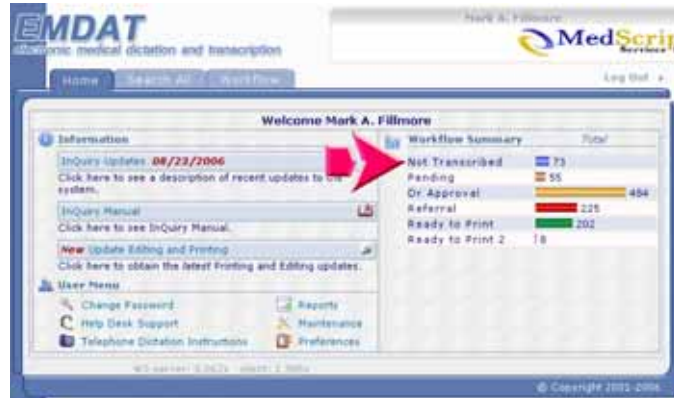 EMDAT
electronic medical dictation and transcription
Mark A. Fillmore
MedScrip
Services
Home Search All Workflow
Log Out
Welcome Mark A. Fillmore
Information
InQuiry Updates 08/23/2006
Click here to see a description of recent updates to the system.
InQuiry Manual
Click here to see InQuiry Manual.
New Update Editing and Printing
Click here to obtain the latest Printing and Editing updates.
User Menu
Change Password Reports
Help Desk Support Maintenance
Telephone Dictation Instructions Preferences
Workflow Summary Total
Not Transcribed 73
Pending 55
Dr Approval 484
Referral 225
Ready to Print 202
Ready to Print 2
© Copyright 2001-2006